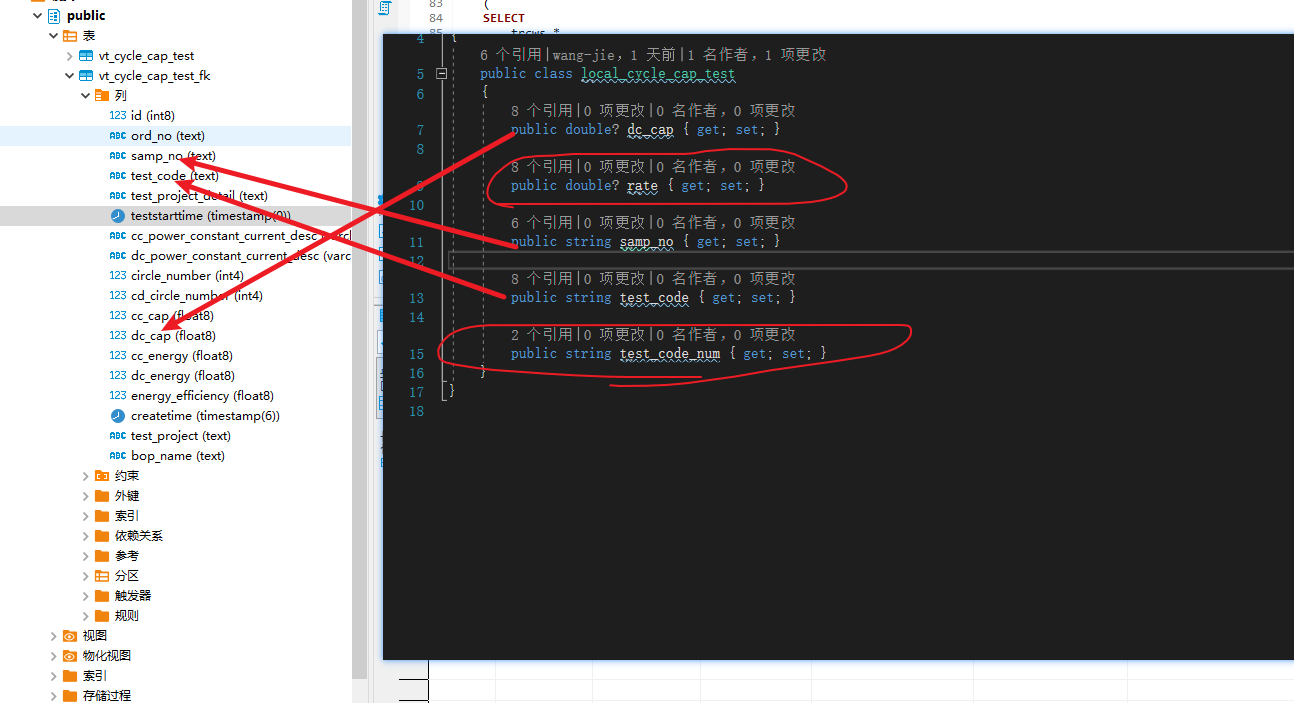 public
表
vt_cycle_cap_test
vt_cycle_cap_test_fk
列
123 id (int8)
ABC ord_no (text)
ABC samp_no (text)
ABC test_code (text)
ABC test_project_detail (text)
teststarttime (timestamp(0))
ABC cc_power_constant_current_desc (varcl
ABC dc_power_constant_current_desc (varc
123 circle_number (int4)
123 cd_circle_number (int4)
123 cc_cap (float8)
123 dc_cap (float8)
123 cc_energy (float8)
123 dc_energy (float8)
123 energy_efficiency (float8)
createtime (timestamp(6))
ABC test_project (text)
ABC bop_name (text)
约束
外键
索引
依赖关系
参考
分区
触发器
规则
视图
物化视图
索引
存储过程
83 (
84 SELECT
85
4 {
6 个引用|wang-jie，1 天前|1 名作者，1 项更改
5 public class local_cycle_cap_test
6 {
8 个引用|0 项更改|0 名作者，0 项更改
7 public double? dc_cap { get; set; }
8
8 个引用|0 项更改|0 名作者，0 项更改
9 public double? rate { get; set; }
10
6 个引用|0 项更改|0 名作者，0 项更改
11 public string samp_no { get; set; }
12
8 个引用|0 项更改|0 名作者，0 项更改
13 public string test_code { get; set; }
14
2 个引用|0 项更改|0 名作者，0 项更改
15 public string test_code_num { get; set; }
16 }
17 }
18